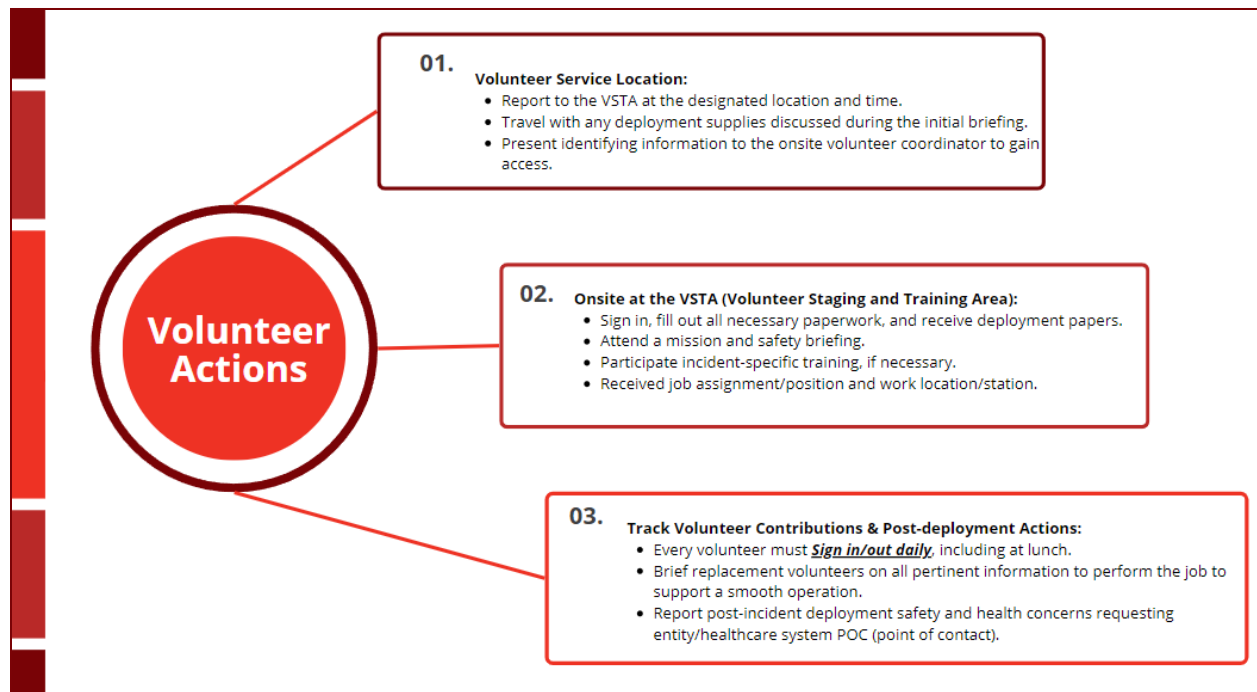 01.
Volunteer Service Location:
• Report to the VSTA at the designated location and time.
• Travel with any deployment supplies discussed during the initial briefing.
• Present identifying information to the onsite volunteer coordinator to gain
access.
Volunteer
Actions
02.
Onsite at the VSTA (Volunteer Staging and Training Area):
• Sign in, fill out all necessary paperwork, and receive deployment papers.
• Attend a mission and safety briefing.
• Participate incident-specific training, if necessary.
• Received job assignment/position and work location/station.
03.
Track Volunteer Contributions & Post-deployment Actions:
• Every volunteer must Sign in/out daily, including at lunch.
• Brief replacement volunteers on all pertinent information to perform the job to
support a smooth operation.
• Report post-incident deployment safety and health concerns requesting
entity/healthcare system POC (point of contact).